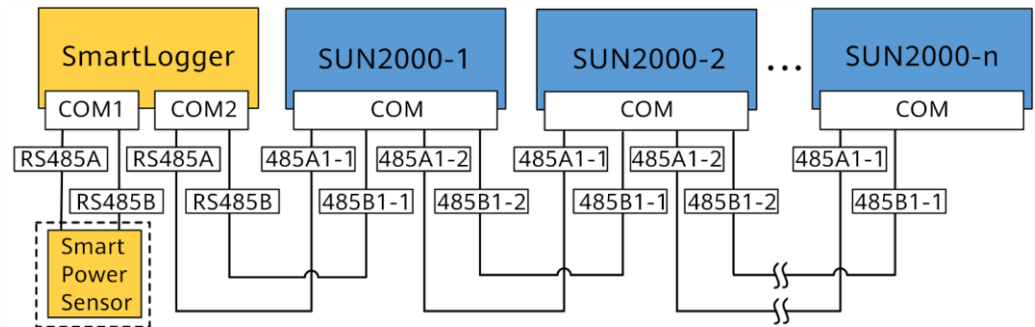 SmartLogger
SUN2000-1
SUN2000-2
...
SUN2000-n
COM1
COM2
COM
COM
COM
RS485A
RS485A
485A1-1
485A1-2
485A1-1
485A1-2
485A1-1
RS485B
RS485B
485B1-1
485B1-2
485B1-1
485B1-2
485B1-1
Smart
Power
Sensor